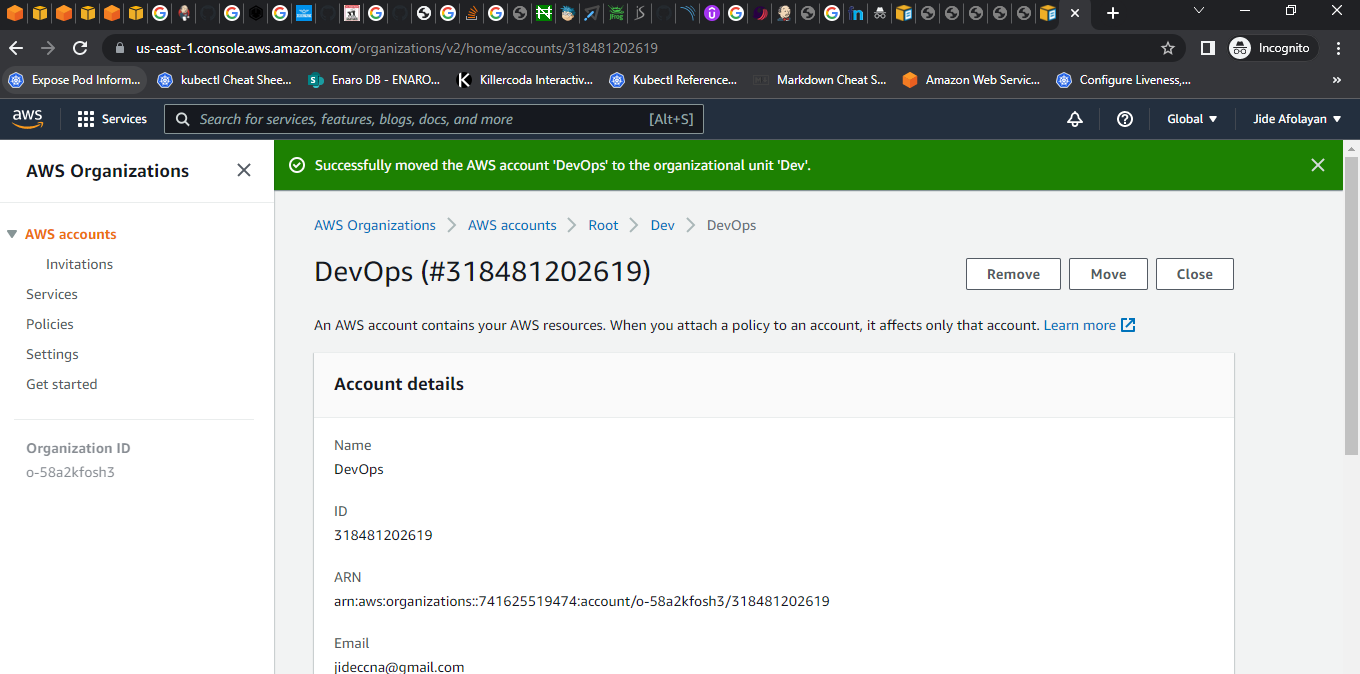 us-east-1.console.aws.amazon.com/organizations/v2/home/accounts/318481202619
Incognito
Expose Pod Inform...
kubectl Cheat Shee...
Enaro DB - ENARO...
Killercoda Interactiv...
Kubectl Reference...
Markdown Cheat S...
Amazon Web Servic...
Configure Liveness,...
»
aws
Services
Search for services, features, blogs, docs, and more
[Alt+S]
Global
Jide Afolayan
AWS Organizations
Successfully moved the AWS account 'DevOps' to the organizational unit 'Dev'.
AWS accounts
Invitations
Services
Policies
Settings
Get started
Organization ID
o-58a2kfosh3
AWS Organizations
AWS accounts
Root
Dev
DevOps
DevOps (#318481202619)
Remove
Move
Close
An AWS account contains your AWS resources. When you attach a policy to an account, it affects only that account. Learn more
Account details
Name
DevOps
ID
318481202619
ARN
arn:aws:organizations::741625519474:account/o-58a2kfosh3/318481202619
Email
jideccna@gmail.com